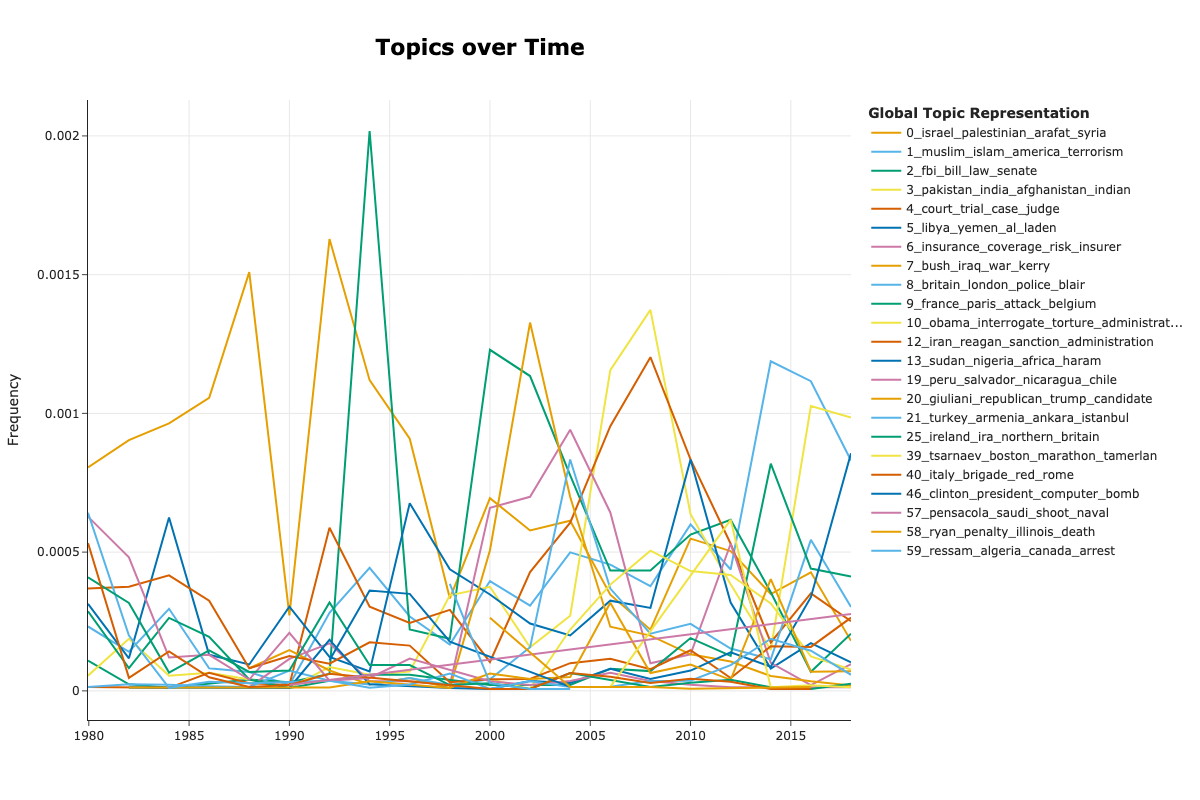 Topics over Time
Global Topic Representation
0_israel_palestinian_arafat_syria
1_muslim_islam_america_terrorism
2_fbi_bill_law_senate
3_pakistan_india_afghanistan_indian
4_court_trial_case_judge
5_libya_yemen_al_laden
6_insurance_coverage_risk_insurer
7_bush_iraq_war_kerry
8_britain_london_police_blair
9_france_paris_attack_belgium
10_obama_interrogate_torture_administrat...
12_iran_reagan_sanction_administration
13_sudan_nigeria_africa_haram
19_peru_salvador_nicaragua_chile
20_giuliani_republican_trump_candidate
21_turkey_armenia_ankara_istanbul
25_ireland_ira_northern_britain
39_tsarnaev_boston_marathon_tamerlan
40_italy_brigade_red_rome
46_clinton_president_computer_bomb
57_pensacola_saudi_shoot_naval
58_ryan_penalty_illinois_death
59_ressam_algeria_canada_arrest
Frequency
0.002
0.0015
0.001
0.0005
0
1980 1985 1990 1995 2000 2005 2010 2015